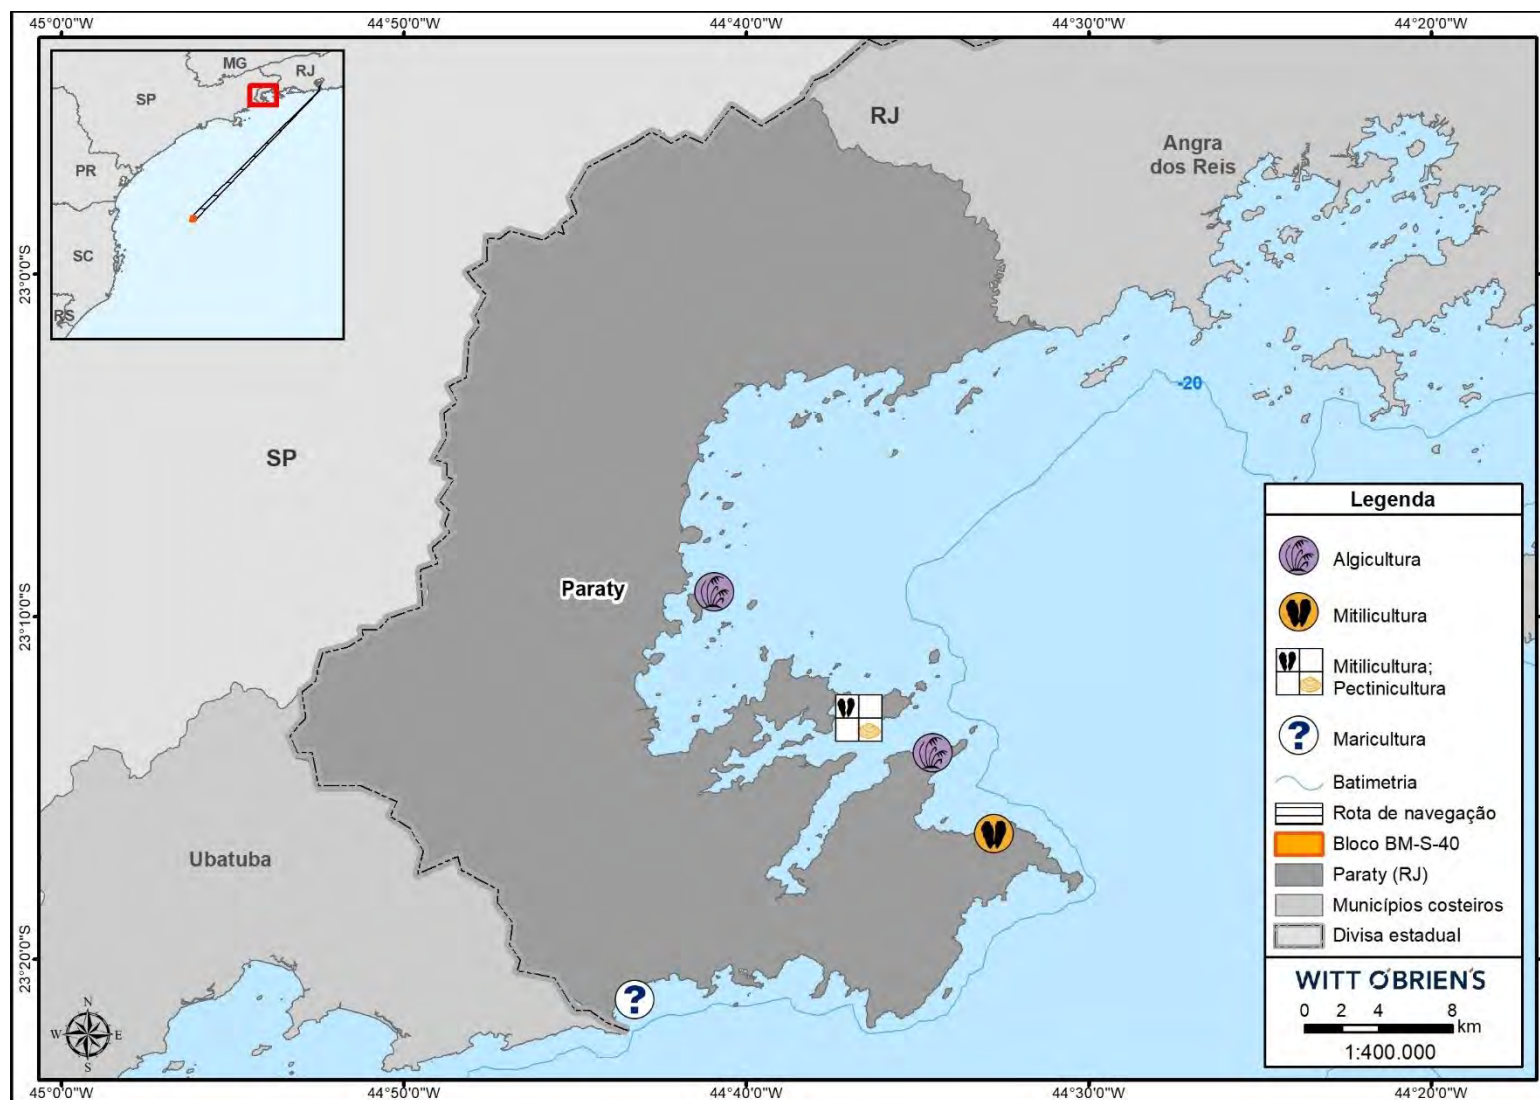 45°0'0"W 44°50'0"W 44°40'0"W 44°30'0"W 44°20'0"W
MG
RJ
SP
PR
SC
RS
RJ
Angra
dos Reis
23°0'0"S
-20
SP
Paraty
23°10'0"S
Ubatuba
23°20'0"S
?
N
W E
S
Legenda
Algicultura
Mitilicultura
Mitilicultura;
Pectinicultura
? Maricultura
Batimetria
Rota de navegação
Bloco BM-S-40
Paraty (RJ)
Municípios costeiros
Divisa estadual
WITT O'BRIEN'S
0 2 4 8
km
1:400.000
45°0'0"W 44°50'0"W 44°40'0"W 44°30'0"W 44°20'0"W